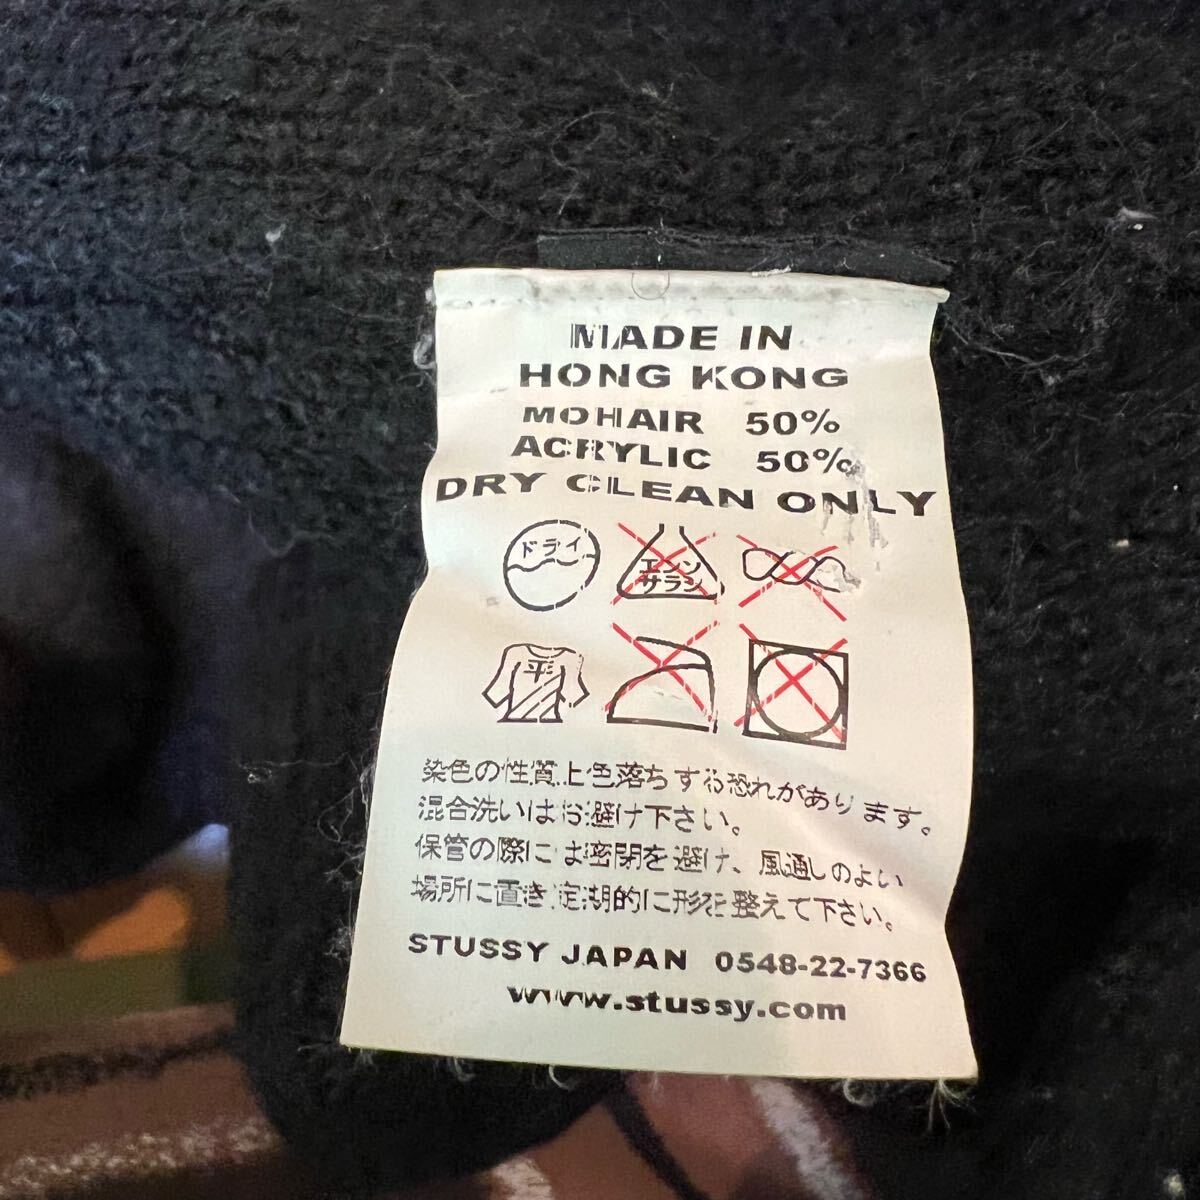 MADE IN
HONG KONG
MOHAIR 50%
ACRYLIC 50%
DRY CLEAN ONLY
ドライ
エンソ
サラシ
平
染色の性質上色落ちする恐れがあります。
混合洗いはお避け下さい。
保管の際には密閉を避け、風通しのよい
場所に置き定期的に形を整えて下さい。
STUSSY JAPAN 0548-22-7366
www.stussy.com